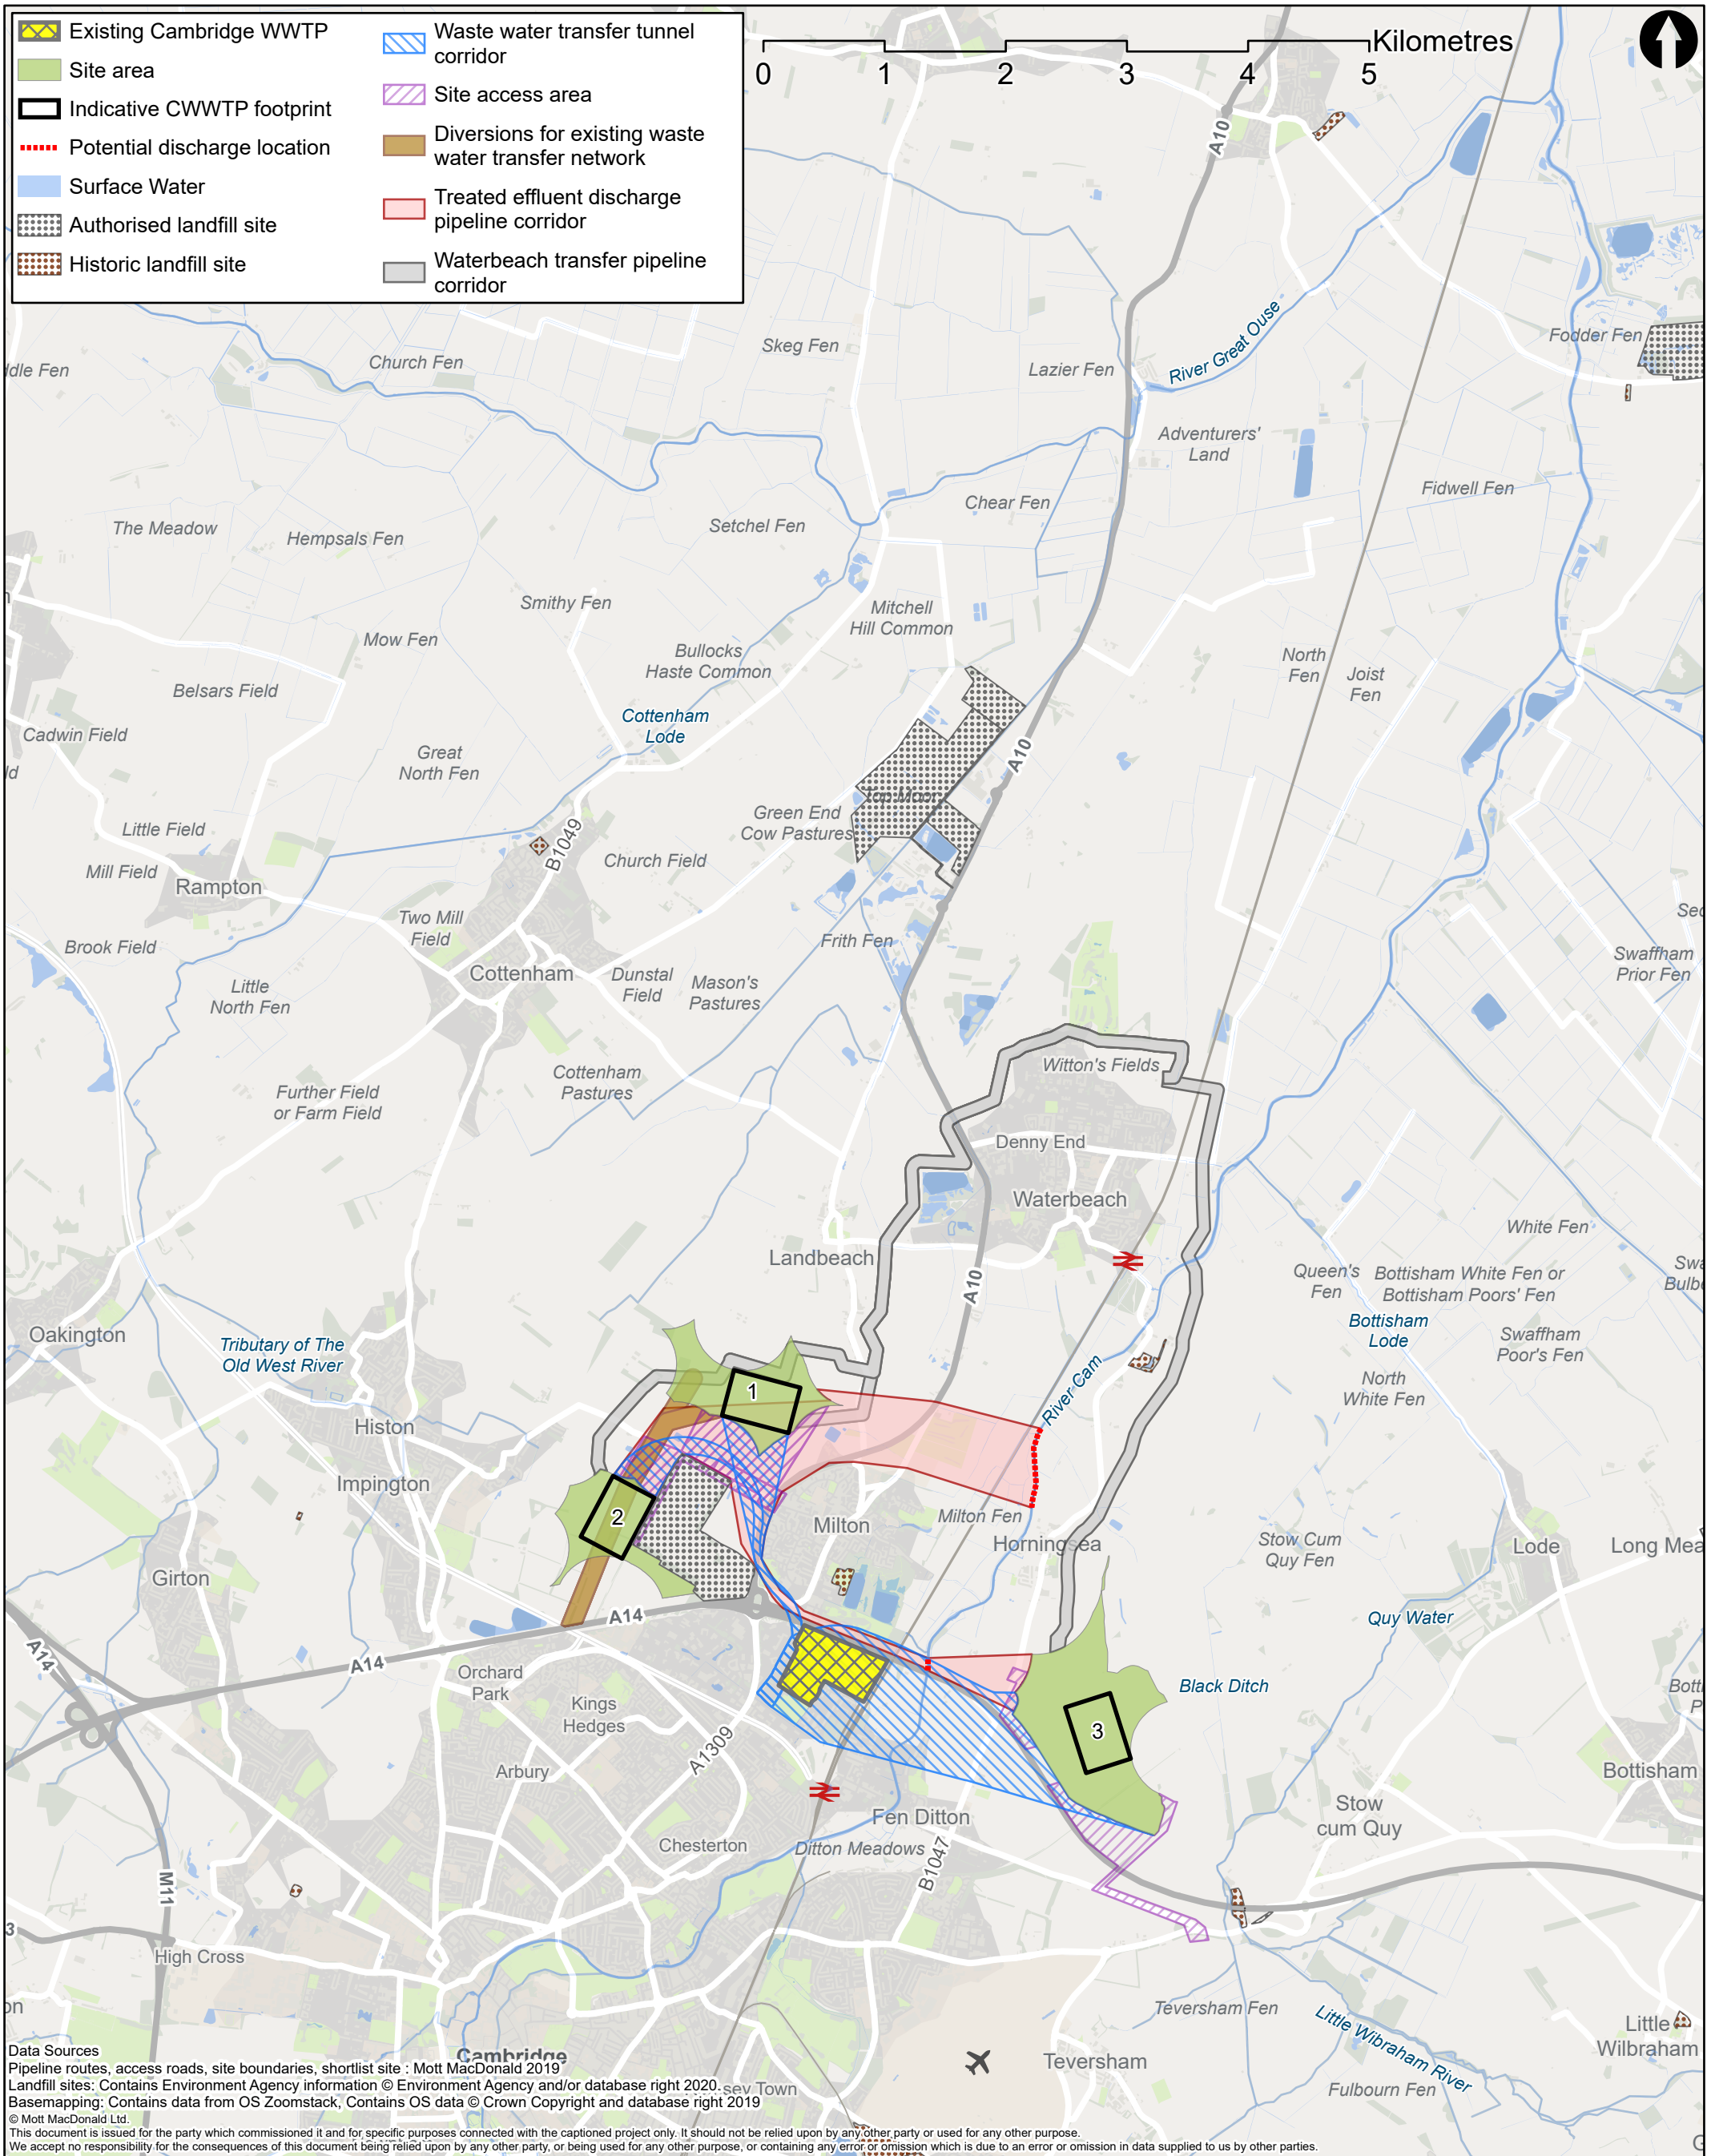 Existing Cambridge WWTP
Site area
Indicative CWWTP footprint
Potential discharge location
Surface Water
Authorised landfill site
Historic landfill site
Waste water transfer tunnel
corridor
Site access area
Diversions for existing waste
water transfer network
Treated effluent discharge
pipeline corridor
Waterbeach transfer pipeline
corridor
0 1 2 3 4 5 Kilometres
A10
River Great Ouse
Fodder Fen
Skeg Fen
Church Fen
Lazier Fen
ddle Fen
Adventurers'
Land
Fidwell Fen
Chear Fen
Setchel Fen
The Meadow
Hempsals Fen
Smithy Fen
Mitchell
Hill Common
Mow Fen
Bullocks
Haste Common
North
Fen
Joist
Fen
Belsars Field
Cottenham
Lode
Cadwin Field
Great
North Fen
A10
ld
Top Moor
Green End
Cow Pastures
Little Field
B1049
Church Field
Mill Field
Rampton
Two Mill
Field
Brook Field
Frith Fen
Sed
Swaffham
Prior Fen
Cottenham
Dunstal
Field
Mason's
Pastures
Little
North Fen
Witton's Fields
Cottenham
Pastures
Further Field
or Farm Field
Denny End
Waterbeach
White Fen
Landbeach
A10
Queen's
Fen
Bottisham White Fen or
Bottisham Poors' Fen
Swa
Bulbe
Bottisham
Lode
Swaffham
Poor's Fen
Oakington
Tributary of The
Old West River
River Cam
North
White Fen
1
Histon
Impington
2
Milton
Milton Fen
Horningsea
Stow Cum
Quy Fen
Lode
Long Mea
Girton
A14
Quy Water
A14
A14
Orchard
Park
Kings
Hedges
Black Ditch
Bott
P
3
A1309
Arbury
Bottisham
Fen Ditton
Stow
cum Quy
Chesterton
Ditton Meadows
B1047
M11
3
High Cross
on
Teversham Fen
Little Wibraham River
Little
Wilbraham
Cambridge
Teversham
Fulbourn Fen
sey Town
Data Sources
Pipeline routes, access roads, site boundaries, shortlist site : Mott MacDonald 2019
Landfill sites: Contains Environment Agency information © Environment Agency and/or database right 2020.
Basemapping: Contains data from OS Zoomstack, Contains OS data © Crown Copyright and database right 2019
© Mott MacDonald Ltd.
This document is issued for the party which commissioned it and for specific purposes connected with the captioned project only. It should not be relied upon by any other party or used for any other purpose.
We accept no responsibility for the consequences of this document being relied upon by any other party, or being used for any other purpose, or containing any error or omission which is due to an error or omission in data supplied to us by other parties.